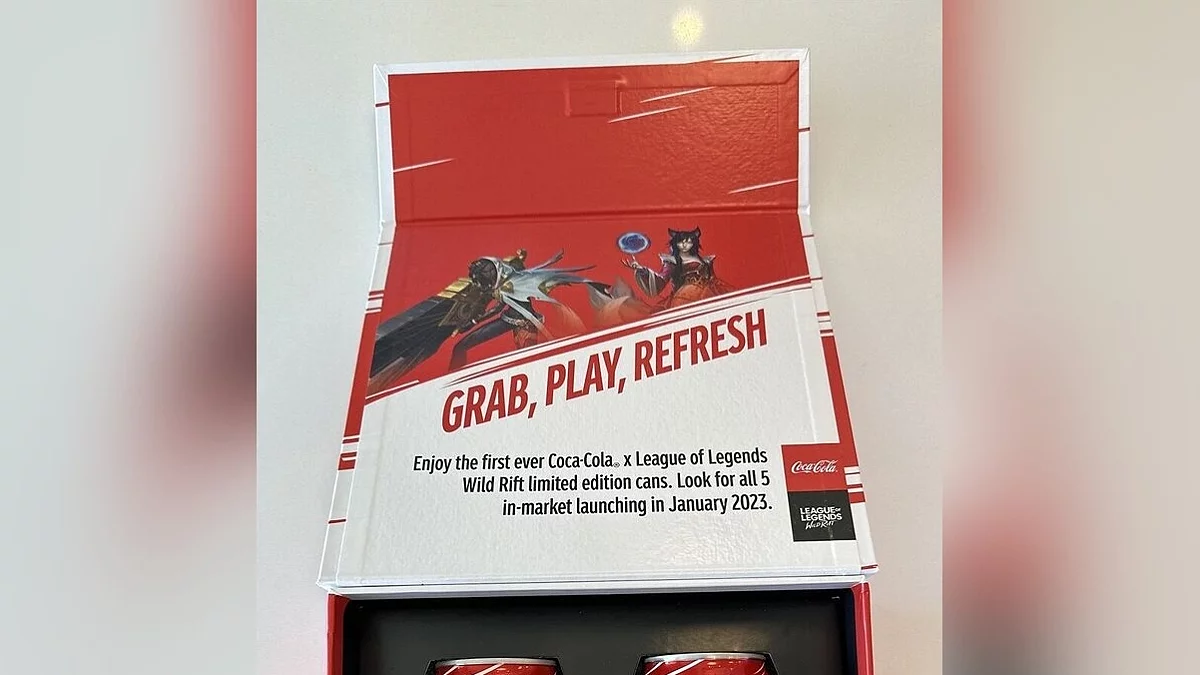 GRAB, PLAY, REFRESH
Enjoy the first ever Coca-Cola® x League of Legends
Wild Rift limited edition cans. Look for all 5
in-market launching in January 2023.
Coca-Cola
LEAGUE OF
LEGENDS
WILD RIFT